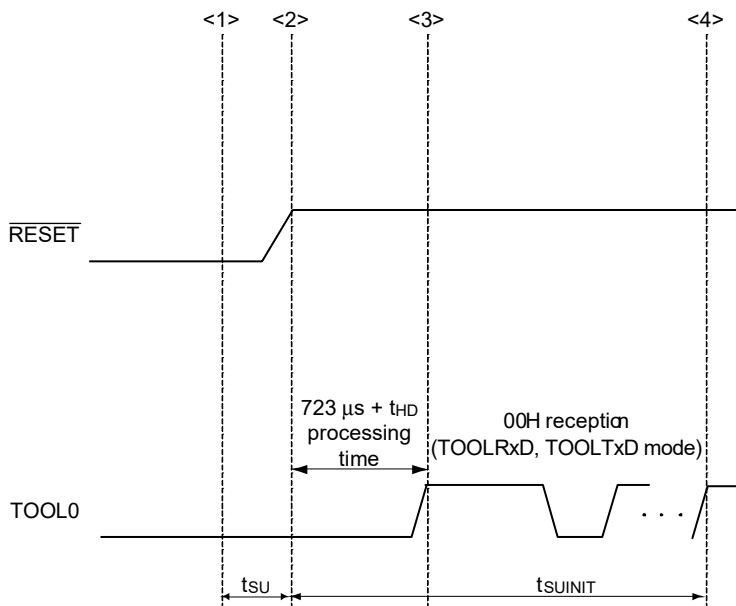 <1> <2> <3> <4>
RESET
723 μs + tHD
processing
time
00H reception
(TOOLRxD, TOOLTxD mode)
TOOL0
. . .
tSU
tSUINIT